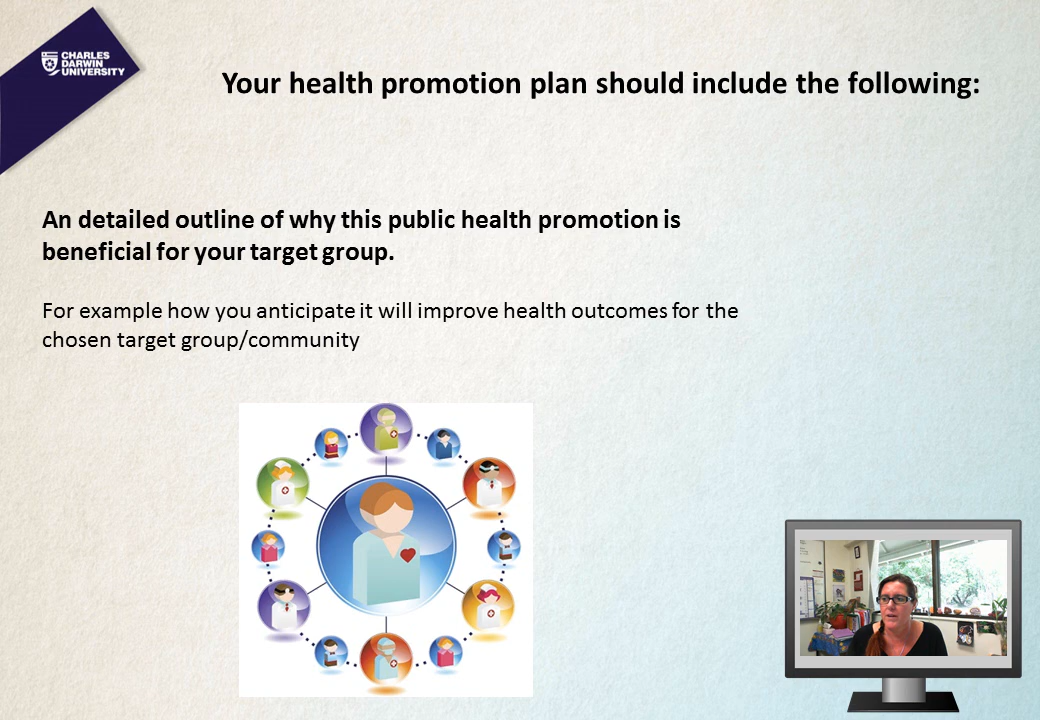 CHARLES
DARWIN
UNIVERSITY
Your health promotion plan should include the following:
An detailed outline of why this public health promotion is
beneficial for your target group.
For example how you anticipate it will improve health outcomes for the
chosen target group/community